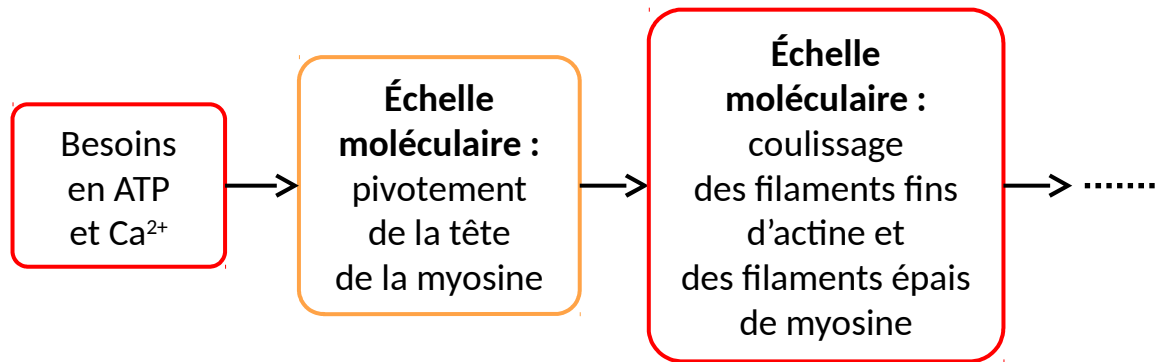 Besoins
en ATP
et Ca²⁺
Échelle
moléculaire :
pivotement
de la tête
de la myosine
Échelle
moléculaire :
coulissage
des filaments fins
d’actine et
des filaments épais
de myosine
.......